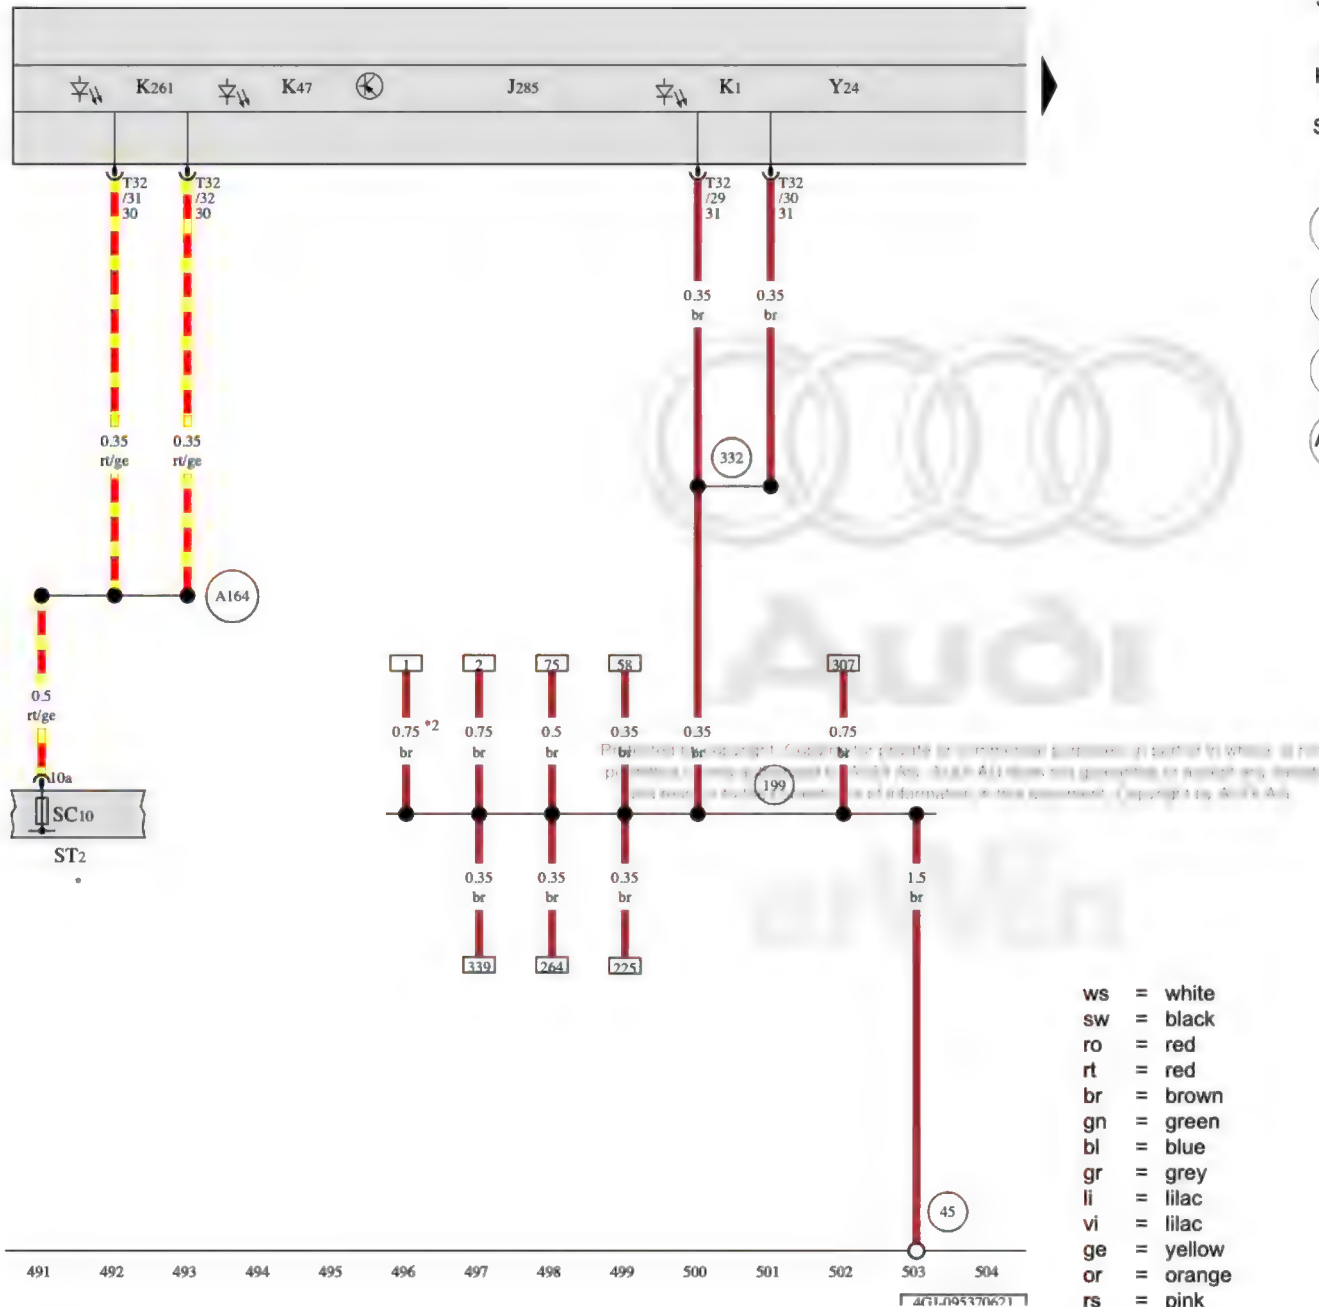 K261 K47 J285 K1 Y24
T32 /31 30
T32 /32 30
T32 /29 31
T32 /30 31
0.35 br
0.35 br
0.35 rt/ge
0.35 rt/ge
332
A164
1 2 75 58 307
0.5 rt/ge
0.75 br *2
0.75 br
0.5 br
0.35 br
0.35 br
0.75 br
199
10a
SC10
ST2
*
0.35 br
0.35 br
0.35 br
1.5 br
339 264 225
Audi
erWin
45
491 492 493 494 495 496 497 498 499 500 501 502 503 504
4G1-095370621
ws = white
sw = black
ro = red
rt = red
br = brown
gn = green
bl = blue
gr = grey
li = lilac
vi = lilac
ge = yellow
or = orange
rs = pink